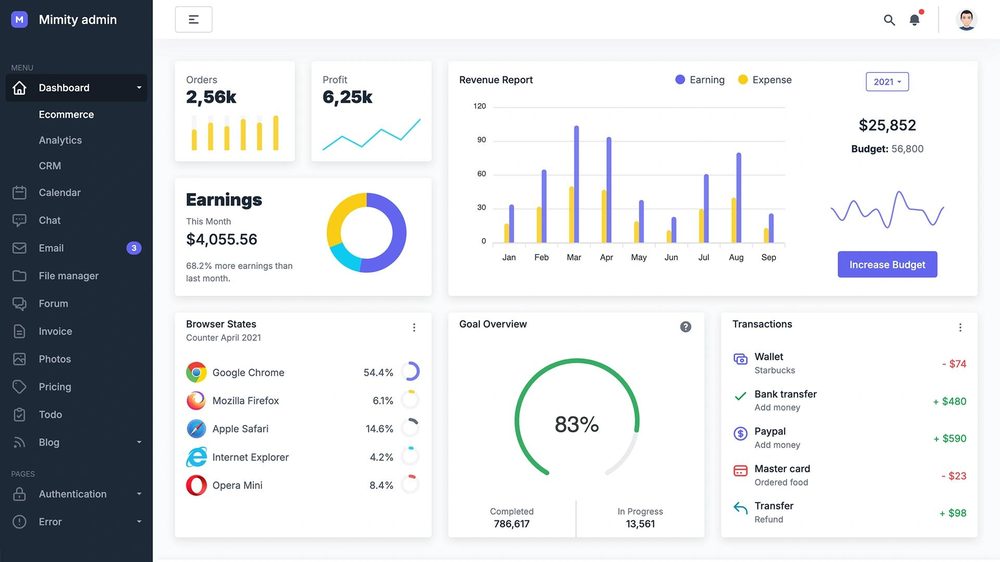 M Mimity admin
MENU
Dashboard
Ecommerce
Analytics
CRM
Calendar
Chat
Email 3
File manager
Forum
Invoice
Photos
Pricing
Todo
Blog
PAGES
Authentication
Error
Orders
2,56k
Profit
6,25k
Earnings
This Month
$4,055.56
68.2% more earnings than
last month.
Revenue Report
Earning Expense
120
90
60
30
0
Jan Feb Mar Apr May Jun Jul Aug Sep
2021
$25,852
Budget: 56,800
Increase Budget
Browser States
Counter April 2021
Google Chrome 54.4%
Mozilla Firefox 6.1%
Apple Safari 14.6%
Internet Explorer 4.2%
Opera Mini 8.4%
Goal Overview ?
83%
Completed In Progress
786,617 13,561
Transactions
Wallet
Starbucks - $74
Bank transfer
Add money + $480
Paypal
Add money + $590
Master card
Ordered food - $23
Transfer
Refund + $98